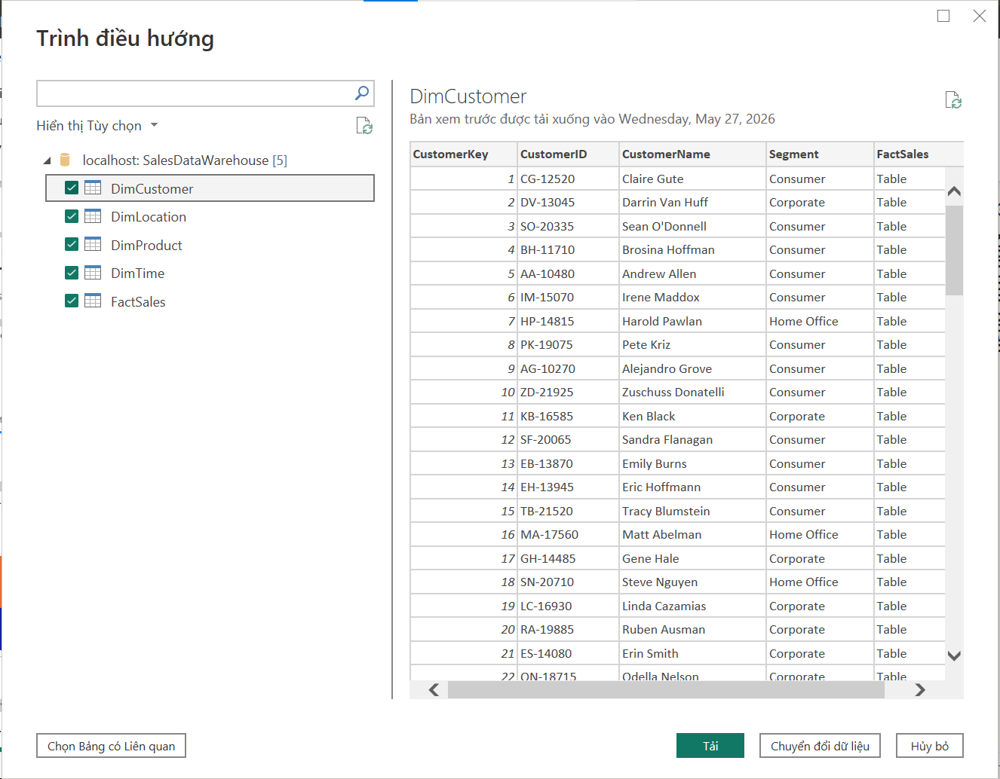 Trình điều hướng
Hiển thị Tùy chọn
localhost: SalesDataWarehouse [5]
DimCustomer
DimLocation
DimProduct
DimTime
FactSales
DimCustomer
Bản xem trước được tải xuống vào Wednesday, May 27, 2026
CustomerKey CustomerID CustomerName Segment FactSales
1 CG-12520 Claire Gute Consumer Table
2 DV-13045 Darrin Van Huff Corporate Table
3 SO-20335 Sean O'Donnell Consumer Table
4 BH-11710 Brosina Hoffman Consumer Table
5 AA-10480 Andrew Allen Consumer Table
6 IM-15070 Irene Maddox Consumer Table
7 HP-14815 Harold Pawlan Home Office Table
8 PK-19075 Pete Kriz Consumer Table
9 AG-10270 Alejandro Grove Consumer Table
10 ZD-21925 Zuschuss Donatelli Consumer Table
11 KB-16585 Ken Black Corporate Table
12 SF-20065 Sandra Flanagan Consumer Table
13 EB-13870 Emily Burns Consumer Table
14 EH-13945 Eric Hoffmann Consumer Table
15 TB-21520 Tracy Blumstein Consumer Table
16 MA-17560 Matt Abelman Home Office Table
17 GH-14485 Gene Hale Corporate Table
18 SN-20710 Steve Nguyen Home Office Table
19 LC-16930 Linda Cazamias Corporate Table
20 RA-19885 Ruben Ausman Corporate Table
21 ES-14080 Erin Smith Corporate Table
22 ON-18715 Odella Nelson Corporate Table
Chọn Bảng có Liên quan
Tải
Chuyển đổi dữ liệu
Hủy bỏ